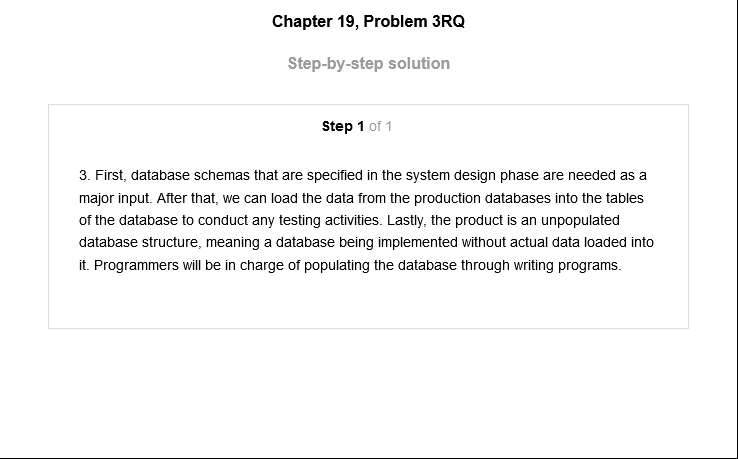 Chapter 19, Problem 3RQ
Step-by-step solution
Step 1 of 1
3. First, database schemas that are specified in the system design phase are needed as a
major input. After that, we can load the data from the production databases into the tables
of the database to conduct any testing activities. Lastly, the product is an unpopulated
database structure, meaning a database being implemented without actual data loaded into
it. Programmers will be in charge of populating the database through writing programs.